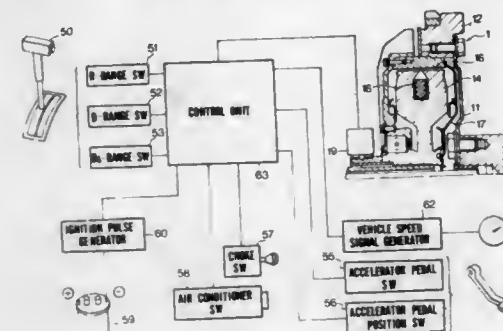 50
51
R-RANGE SW
52
D-RANGE SW
53
Ds-RANGE SW
CONTROL UNIT
63
12
1
16
14
16
11
17
19
IGNITION PULSE
GENERATOR
60
57
CHOKE
SW
58
AIR CONDITIONER
SW
59
62
VEHICLE SPEED
SIGNAL GENERATOR
55
ACCELERATOR PEDAL
SW
56
ACCELERATOR PEDAL
POSITION SW